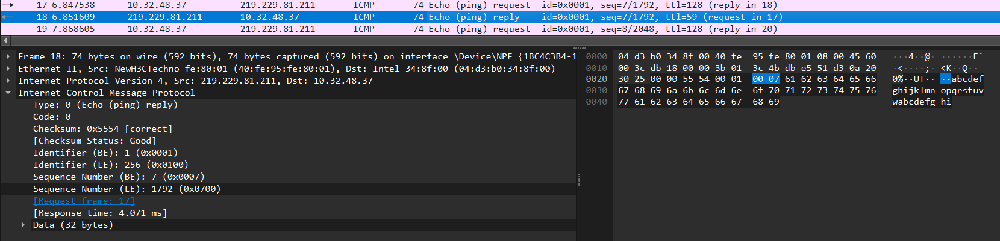 17 6.847538 10.32.48.37 219.229.81.211 ICMP 74 Echo (ping) request id=0x0001, seq=7/1792, ttl=128 (reply in 18)
18 6.851609 219.229.81.211 10.32.48.37 ICMP 74 Echo (ping) reply id=0x0001, seq=7/1792, ttl=59 (request in 17)
19 7.868605 10.32.48.37 219.229.81.211 ICMP 74 Echo (ping) request id=0x0001, seq=8/2048, ttl=128 (reply in 20)
Frame 18: 74 bytes on wire (592 bits), 74 bytes captured (592 bits) on interface \Device\NPF_{1BC4C3B4-1
Ethernet II, Src: NewH3CTechno_fe:80:01 (40:fe:95:fe:80:01), Dst: Intel_34:8f:00 (04:d3:b0:34:8f:00)
Internet Protocol Version 4, Src: 219.229.81.211, Dst: 10.32.48.37
Internet Control Message Protocol
Type: 0 (Echo (ping) reply)
Code: 0
Checksum: 0x5554 [correct]
[Checksum Status: Good]
Identifier (BE): 1 (0x0001)
Identifier (LE): 256 (0x0100)
Sequence Number (BE): 7 (0x0007)
Sequence Number (LE): 1792 (0x0700)
[Request frame: 17]
[Response time: 4.071 ms]
Data (32 bytes)
0000 04 d3 b0 34 8f 00 40 fe 95 fe 80 01 08 00 45 60 ···4··@· ······E`
0010 00 3c db 18 00 00 3b 01 3c 4b db e5 51 d3 0a 20 ·<····;· <K··Q··
0020 30 25 00 00 55 54 00 01 00 07 61 62 63 64 65 66 0%··UT·· ··abcdef
0030 67 68 69 6a 6b 6c 6d 6e 6f 70 71 72 73 74 75 76 ghijklmn opqrstuv
0040 77 61 62 63 64 65 66 67 68 69 wabcdefg hi